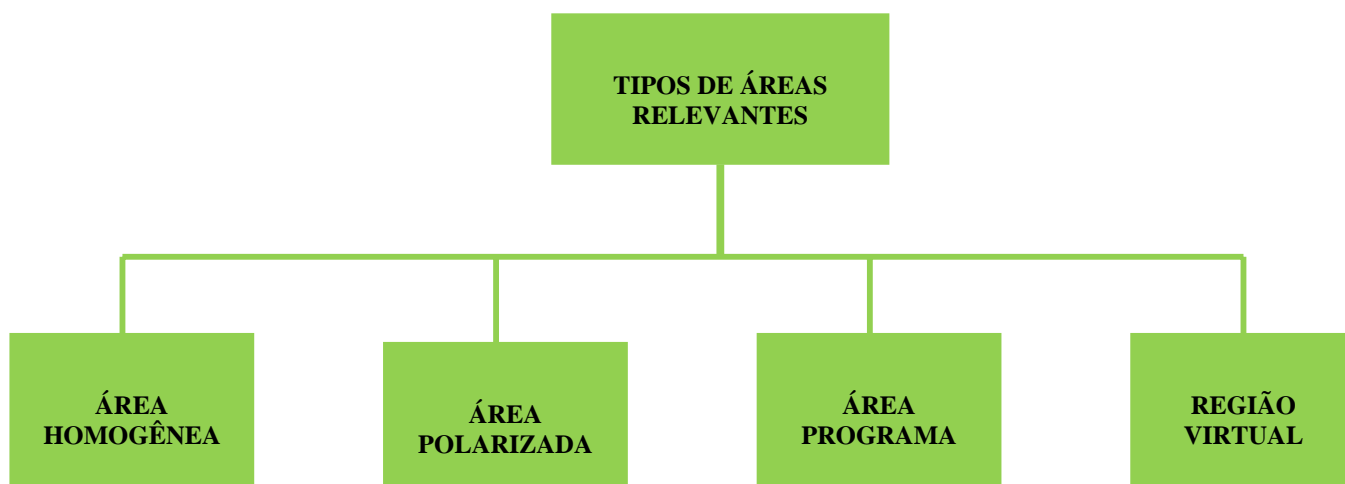 TIPOS DE ÁREAS
RELEVANTES
ÁREA
HOMOGÊNEA
ÁREA
POLARIZADA
ÁREA
PROGRAMA
REGIÃO
VIRTUAL